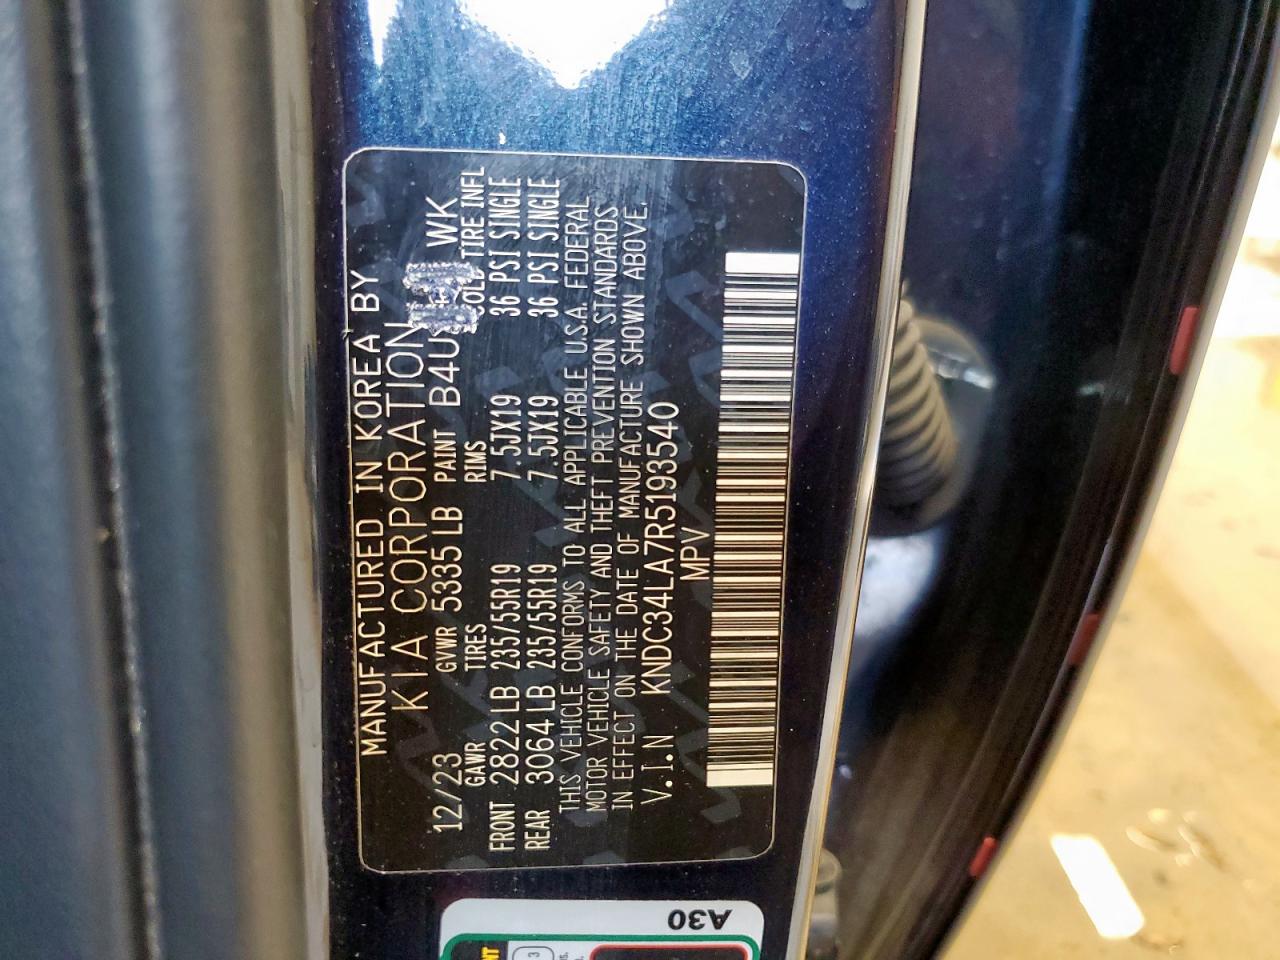 MANUFACTURED IN KOREA BY
KIA CORPORATION
12/23 GVWR 5335 LB PAINT B4U WK
GAWR TIRES RIMS COLD TIRE INFL
FRONT 2822 LB 235/55R19 7.5JX19 36 PSI SINGLE
REAR 3064 LB 235/55R19 7.5JX19 36 PSI SINGLE
THIS VEHICLE CONFORMS TO ALL APPLICABLE U.S.A. FEDERAL
MOTOR VEHICLE SAFETY AND THEFT PREVENTION STANDARDS
IN EFFECT ON THE DATE OF MANUFACTURE SHOWN ABOVE.
V.I.N KNDC34LA7R5193540
MPV
A30
3